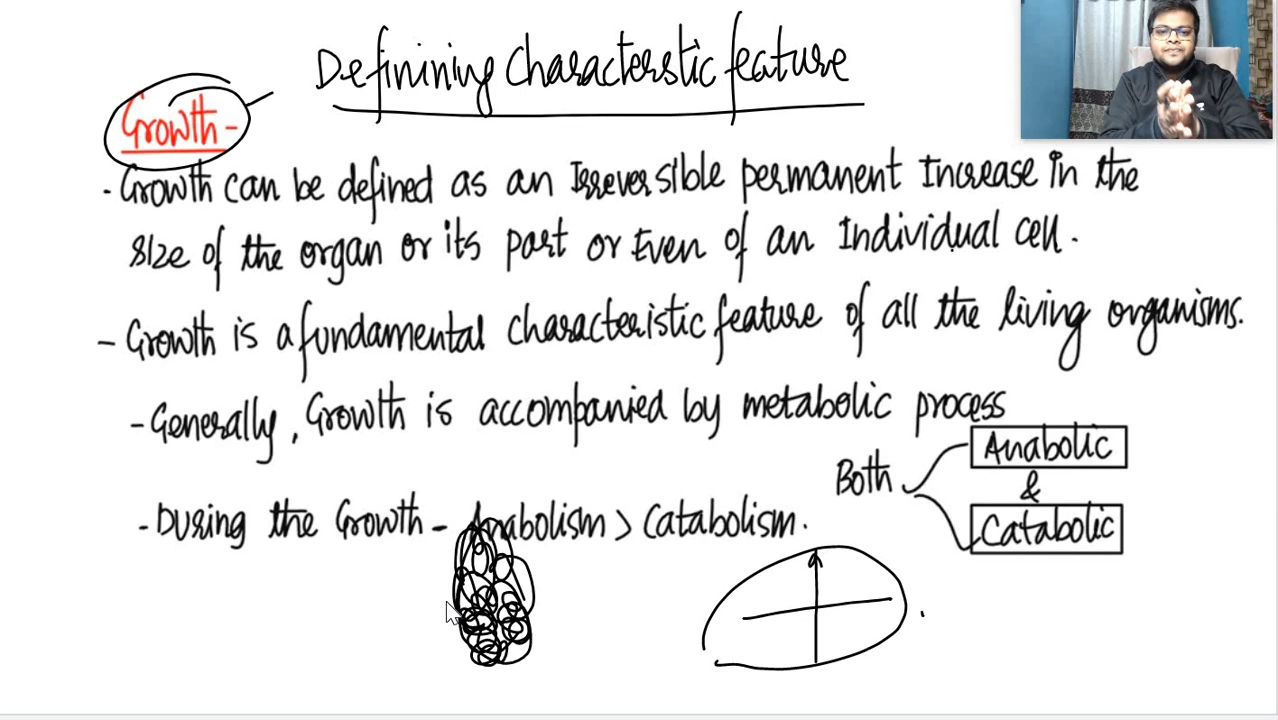 Definining characterstic feature
Growth -
. Growth can be defined as an Irreversible permanent Increase in the
size of the organ or its part or Even of an Individual cell.
- Growth is a fundamental characteristic feature of all the living organisms.
- Generally, Growth is accompanied by metabolic process
Both
Anabolic
&
Catabolic
- During the Growth - Anabolism > Catabolism.